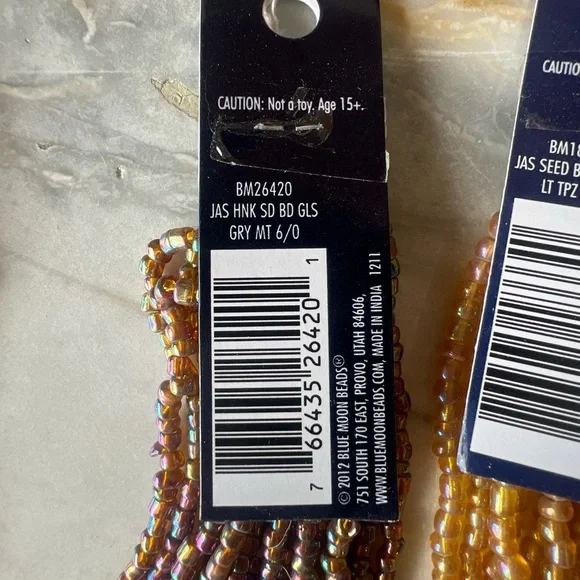 CAUTION: Not a toy. Age 15+.
BM26420
JAS HNK SD BD GLS
GRY MT 6/0
7 66435 26420 1
© 2012 BLUE MOON BEADS® 1211
751 SOUTH 170 EAST, PROVO, UTAH 84606,
WWW.BLUEMOONBEADS.COM, MADE IN INDIA
CAUTIO
BM18
JAS SEED B
LT TPZ